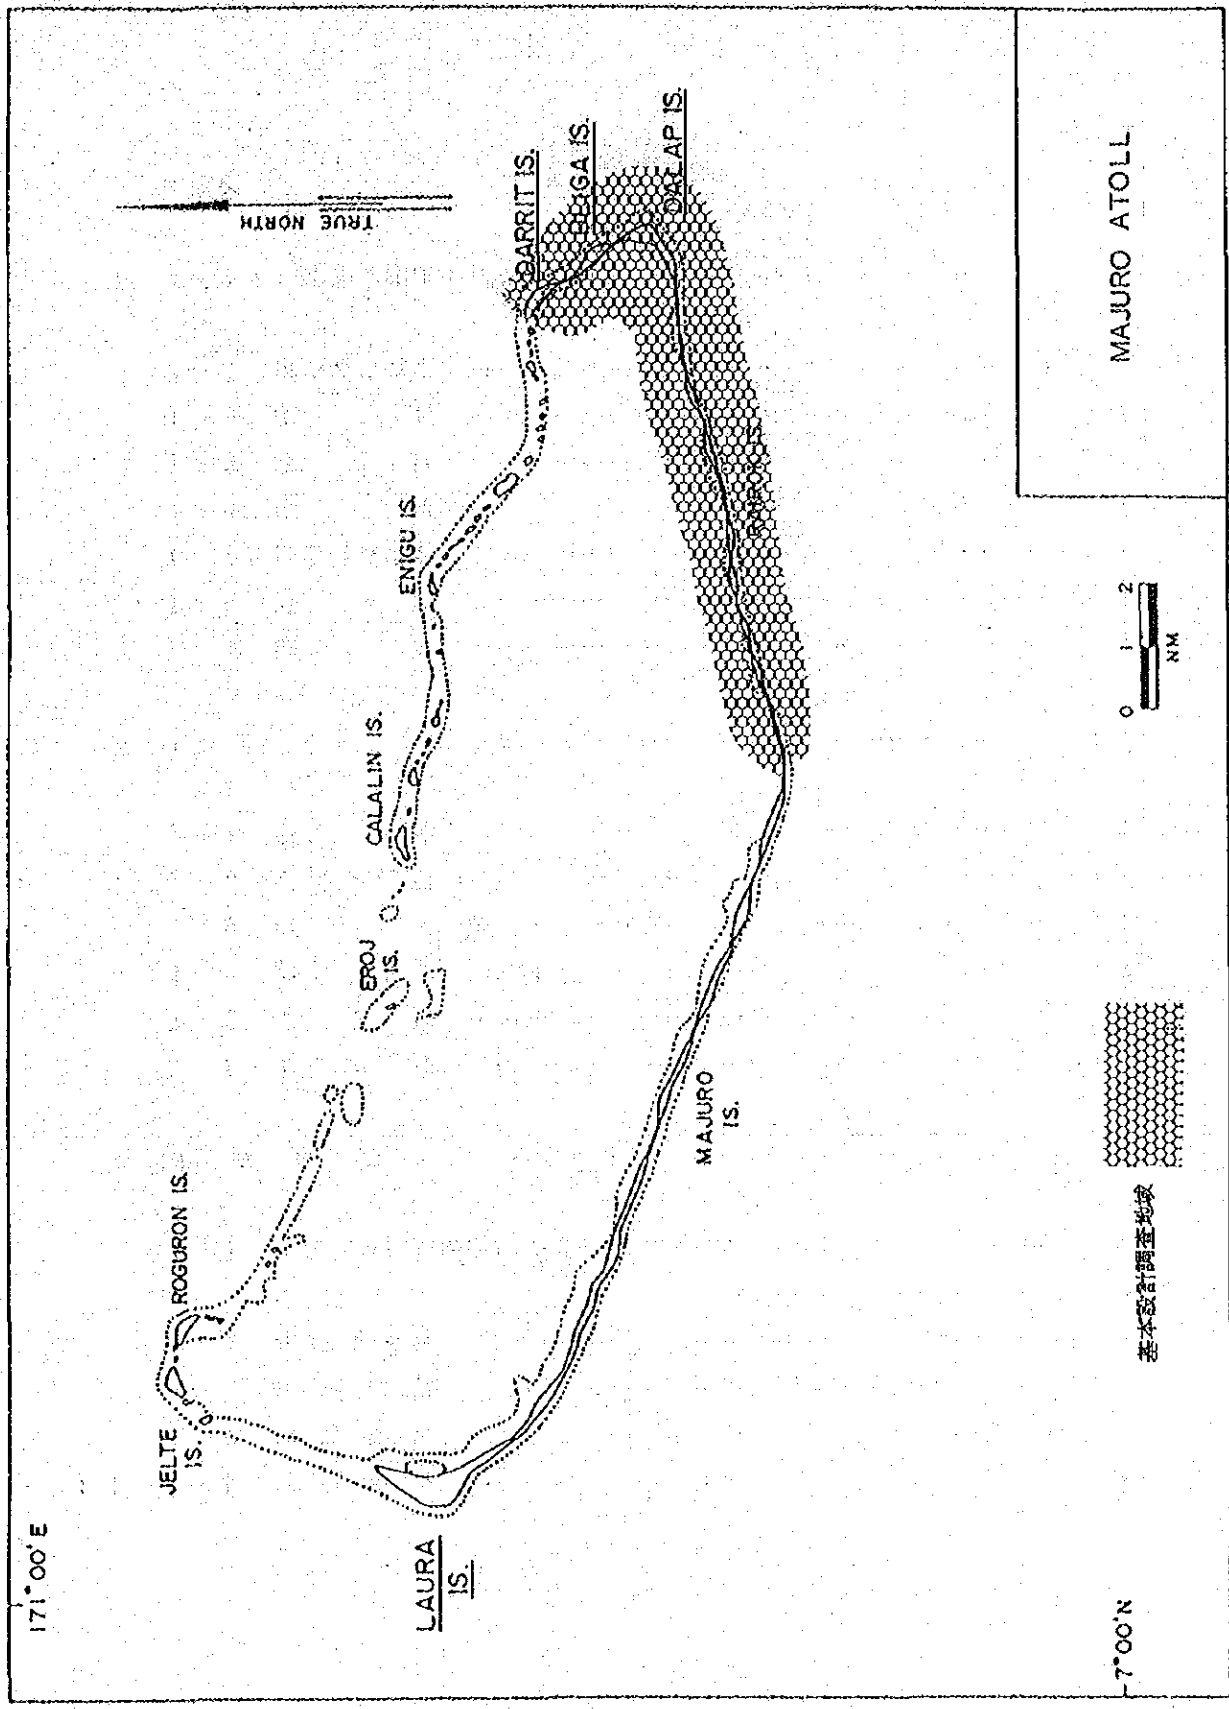 171°00'E
TRUE NORTH
JELTE
IS.
ROGURON IS.
EROJ
IS.
CALALIN IS.
ENIGU IS.
DARRIT IS.
DALAP IS.
LAURA
IS.
MAJURO
IS.
7°00'N
基本設計調査地域
0 1 2
NM
MAJURO ATOLL